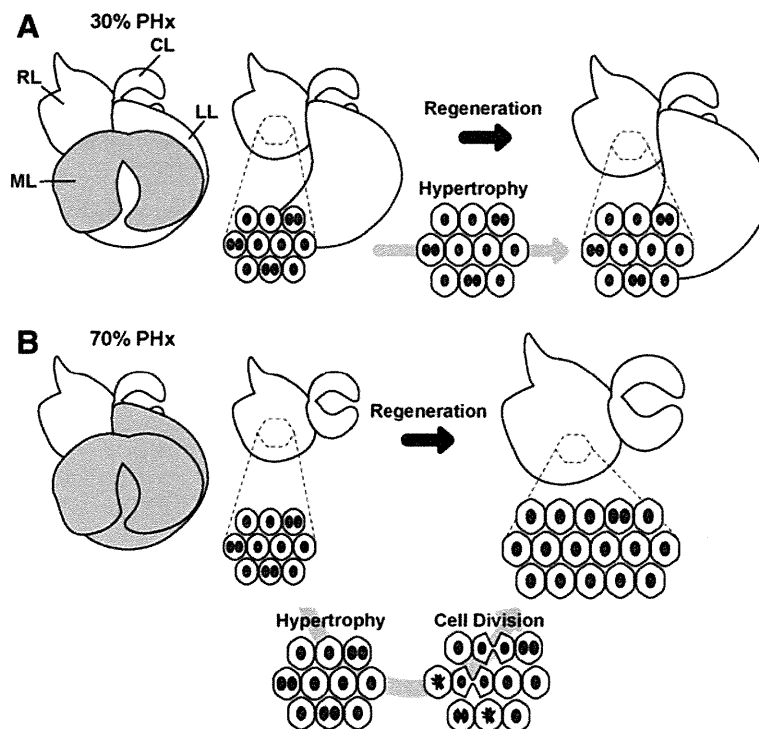 A
30% PHx
CL
RL
LL
ML
Regeneration
Hypertrophy
B
70% PHx
Regeneration
Hypertrophy
Cell Division